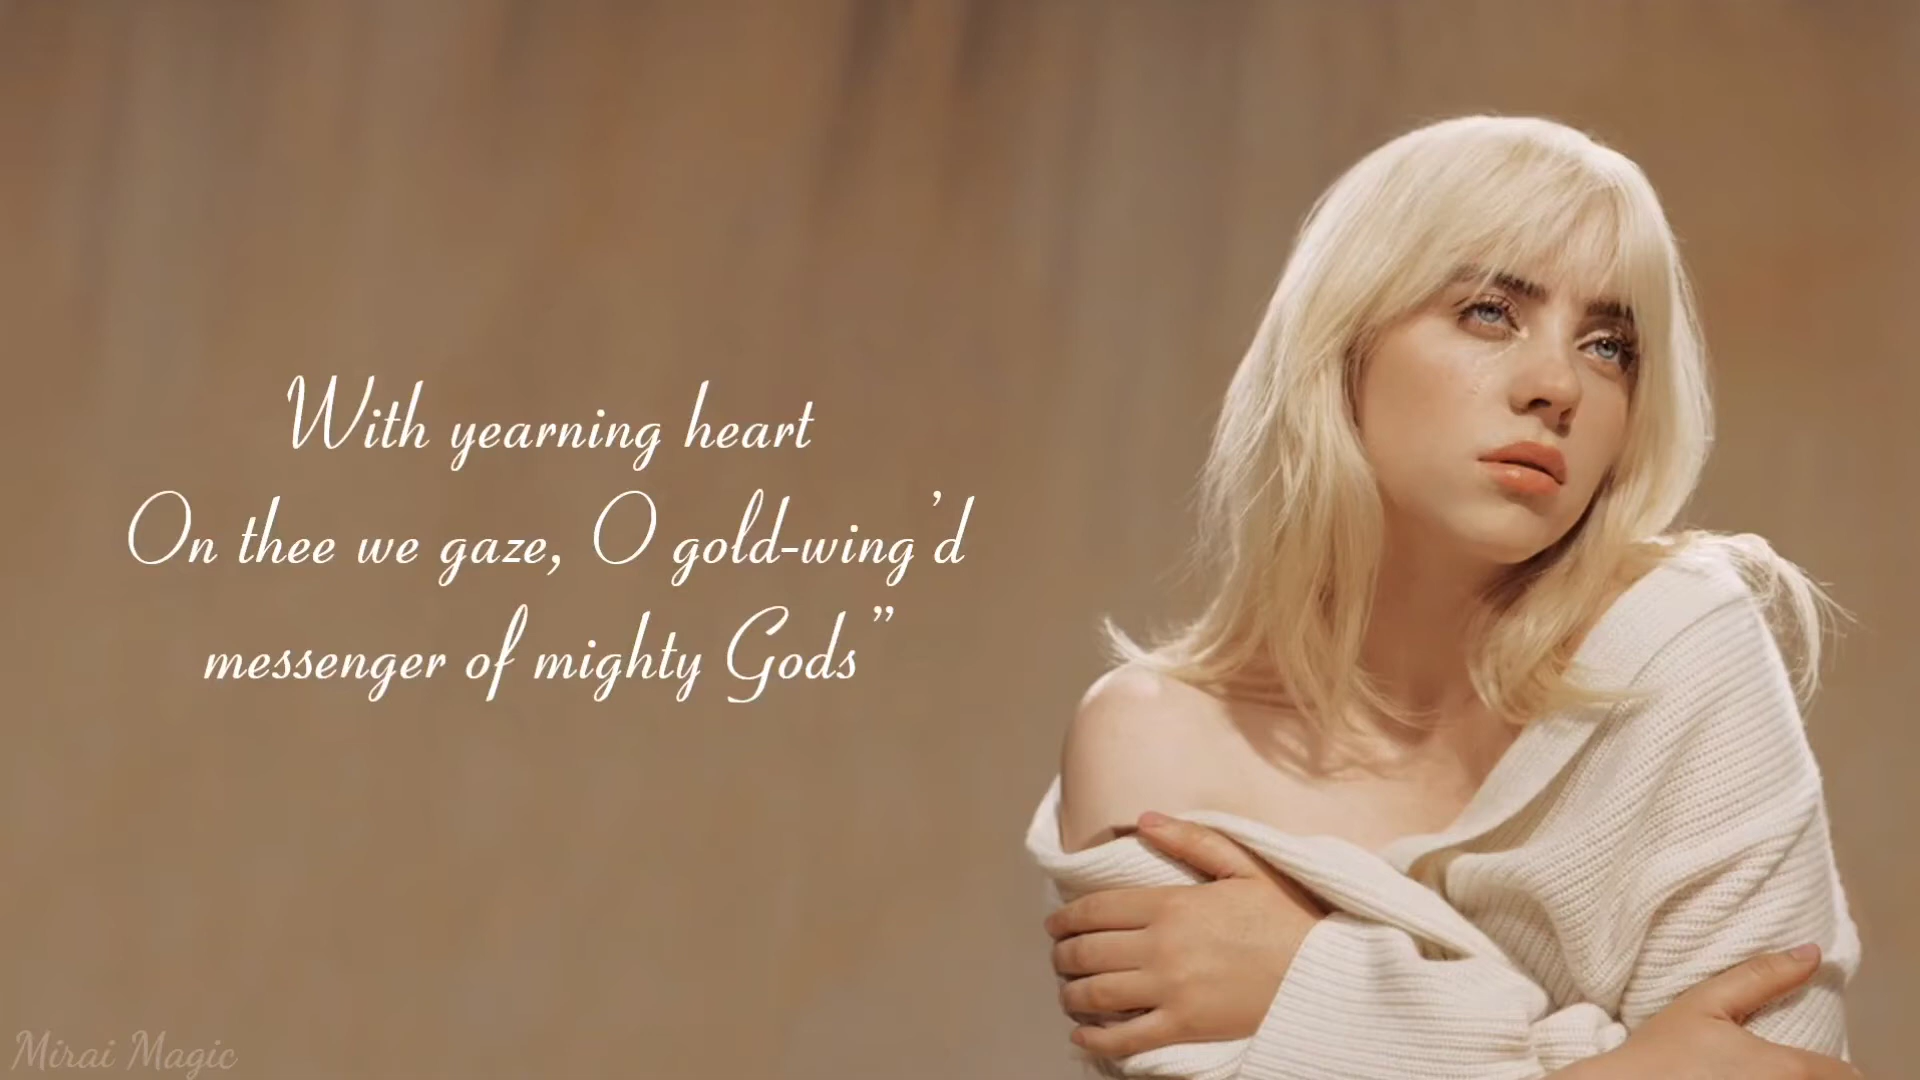 With yearning heart
On thee we gaze, O gold-wing’d
messenger of mighty Gods”
Mirai Magic